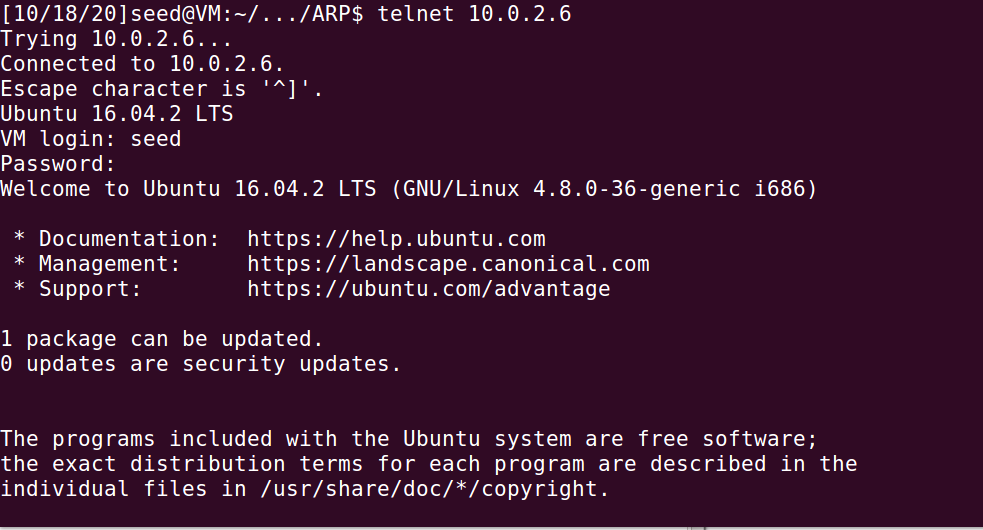 [10/18/20]seed@VM:~/.../ARP$ telnet 10.0.2.6
Trying 10.0.2.6...
Connected to 10.0.2.6.
Escape character is '^]'.
Ubuntu 16.04.2 LTS
VM login: seed
Password:
Welcome to Ubuntu 16.04.2 LTS (GNU/Linux 4.8.0-36-generic i686)

 * Documentation:  https://help.ubuntu.com
 * Management:     https://landscape.canonical.com
 * Support:        https://ubuntu.com/advantage

1 package can be updated.
0 updates are security updates.


The programs included with the Ubuntu system are free software;
the exact distribution terms for each program are described in the
individual files in /usr/share/doc/*/copyright.